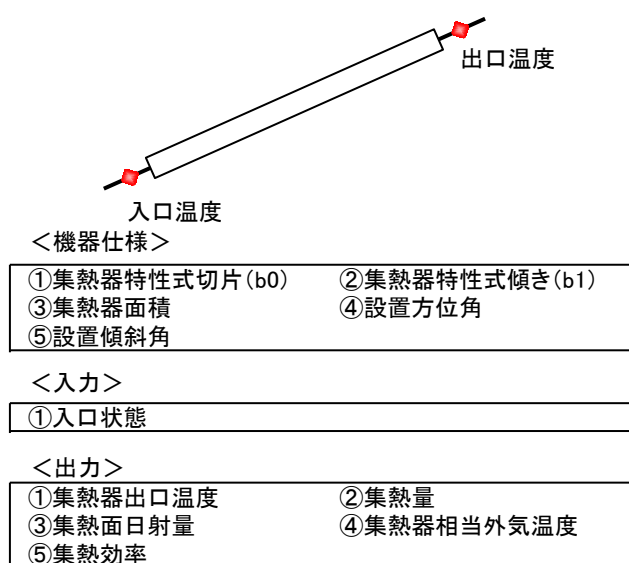 出口温度
入口温度
＜機器仕様＞
①集熱器特性式切片(b0) ②集熱器特性式傾き(b1)
③集熱器面積 ④設置方位角
⑤設置傾斜角
＜入力＞
①入口状態
＜出力＞
①集熱器出口温度 ②集熱量
③集熱面日射量 ④集熱器相当外気温度
⑤集熱効率